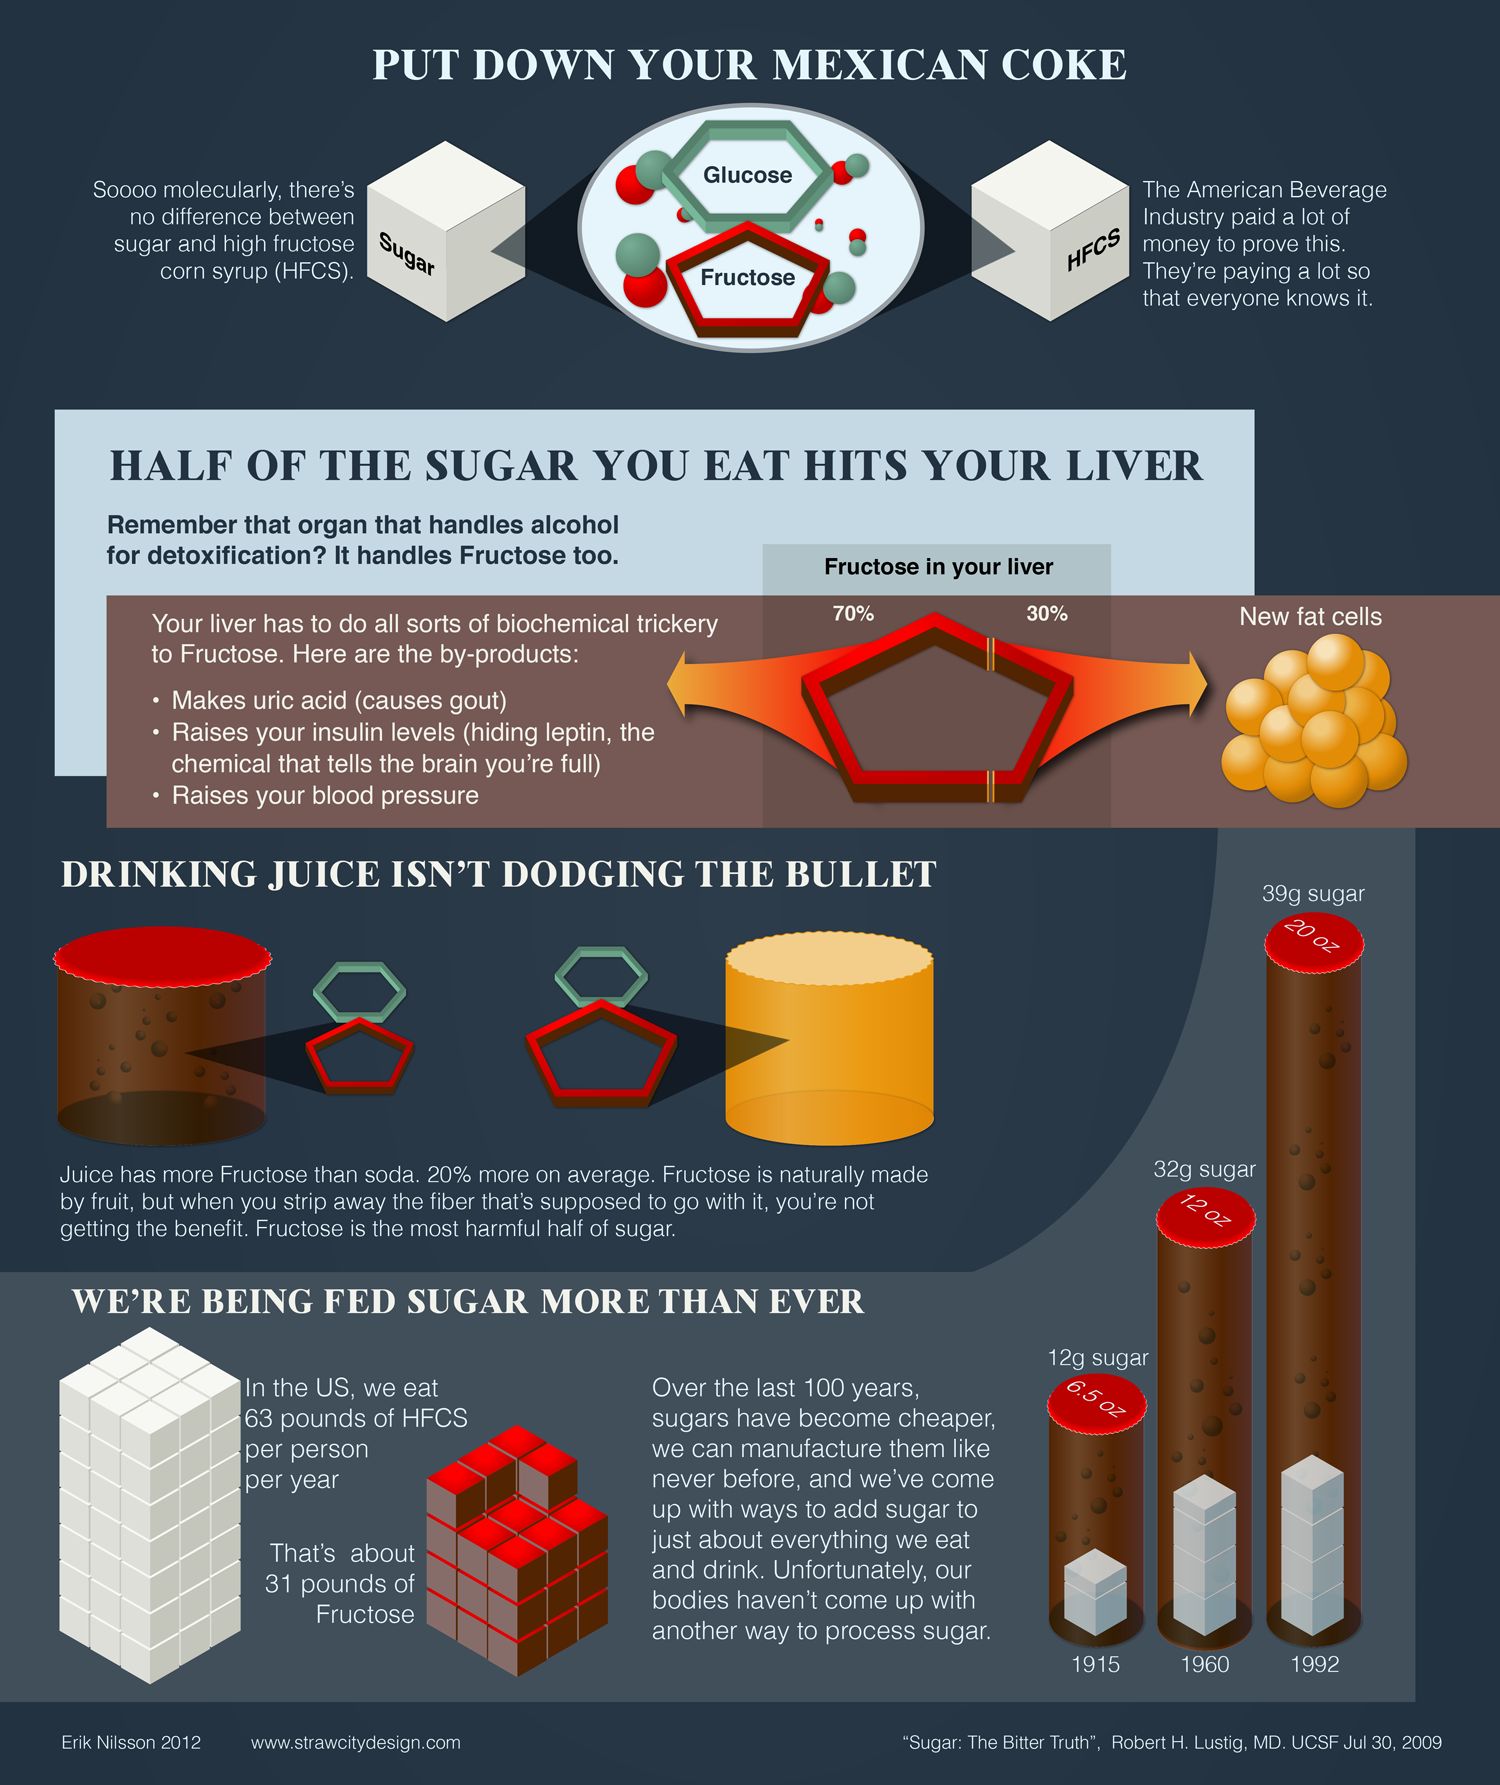 PUT DOWN YOUR MEXICAN COKE
Soooo molecularly, there's
no difference between
sugar and high fructose
corn syrup (HFCS).
Sugar
Glucose
Fructose
HFCS
The American Beverage
Industry paid a lot of
money to prove this.
They're paying a lot so
that everyone knows it.
HALF OF THE SUGAR YOU EAT HITS YOUR LIVER
Remember that organ that handles alcohol
for detoxification? It handles Fructose too.
Fructose in your liver
70%
30%
New fat cells
Your liver has to do all sorts of biochemical trickery
to Fructose. Here are the by-products:
• Makes uric acid (causes gout)
• Raises your insulin levels (hiding leptin, the
chemical that tells the brain you're full)
• Raises your blood pressure
DRINKING JUICE ISN'T DODGING THE BULLET
Juice has more Fructose than soda. 20% more on average. Fructose is naturally made
by fruit, but when you strip away the fiber that's supposed to go with it, you're not
getting the benefit. Fructose is the most harmful half of sugar.
WE'RE BEING FED SUGAR MORE THAN EVER
In the US, we eat
63 pounds of HFCS
per person
per year
That's about
31 pounds of
Fructose
Over the last 100 years,
sugars have become cheaper,
we can manufacture them like
never before, and we've come
up with ways to add sugar to
just about everything we eat
and drink. Unfortunately, our
bodies haven't come up with
another way to process sugar.
12g sugar
6.5 oz
1915
32g sugar
12 oz
1960
39g sugar
20 oz
1992
Erik Nilsson 2012
www.strawcitydesign.com
“Sugar: The Bitter Truth”, Robert H. Lustig, MD. UCSF Jul 30, 2009